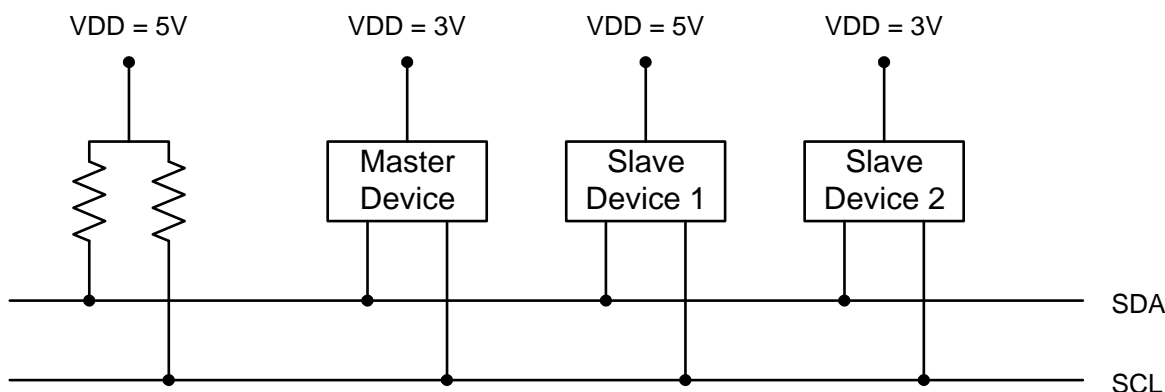 VDD = 5V
VDD = 3V
VDD = 5V
VDD = 3V
Master
Device
Slave
Device 1
Slave
Device 2
SDA
SCL